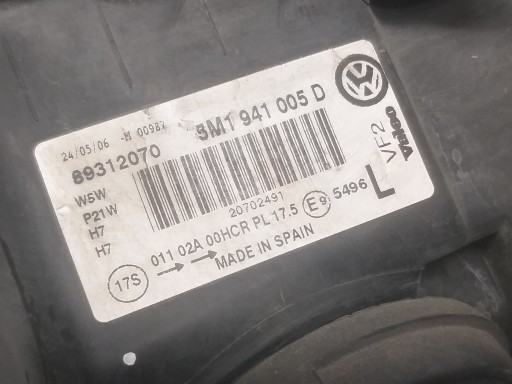 24/05/06 -M 00987
5M1 941 005 D
89312070
VF2 Valeo
W5W
P21W
H7
H7
20702491
L
17S
011 02A 00HCR PL 17.5 E9 5496
MADE IN SPAIN